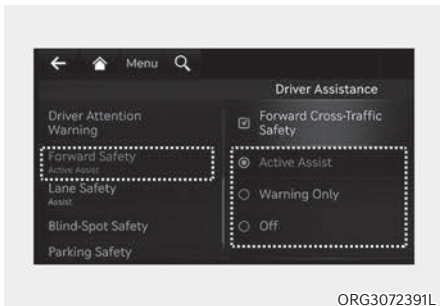 Menu
Driver Assistance
Driver Attention
Warning
Forward Safety
Active Assist
Lane Safety
Assist
Blind-Spot Safety
Parking Safety
Forward Cross-Traffic
Safety
Active Assist
Warning Only
Off
ORG3072391L